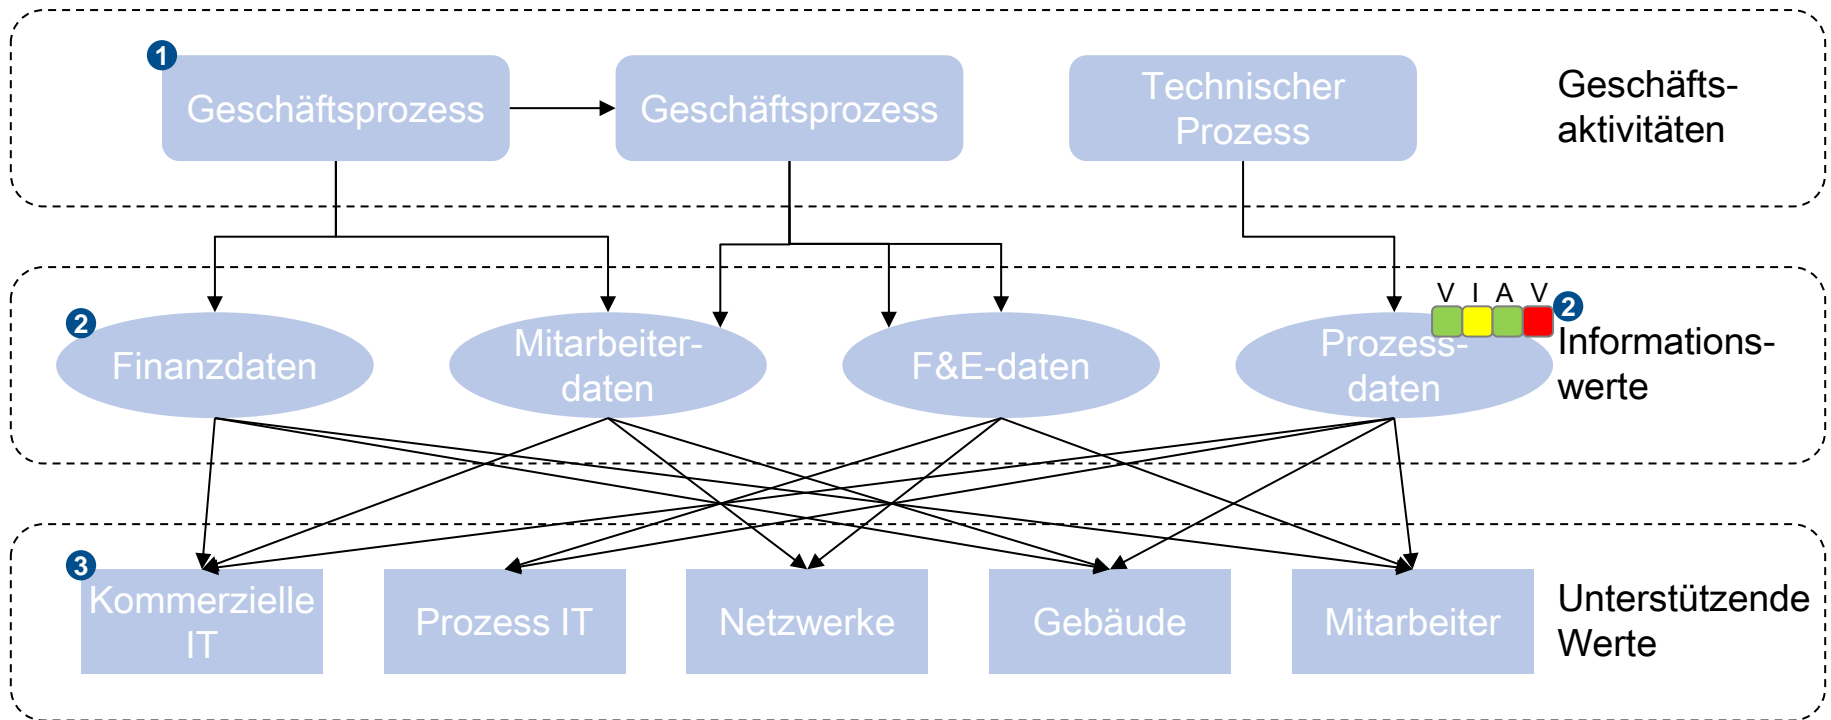 1
Geschäftsprozess
Geschäftsprozess
Technischer
Prozess
Geschäfts-
aktivitäten
V I A V
2
2
Finanzdaten
Mitarbeiter-
daten
F&E-daten
Prozess-
daten
Informations-
werte
3
Kommerzielle
IT
Prozess IT
Netzwerke
Gebäude
Mitarbeiter
Unterstützende
Werte